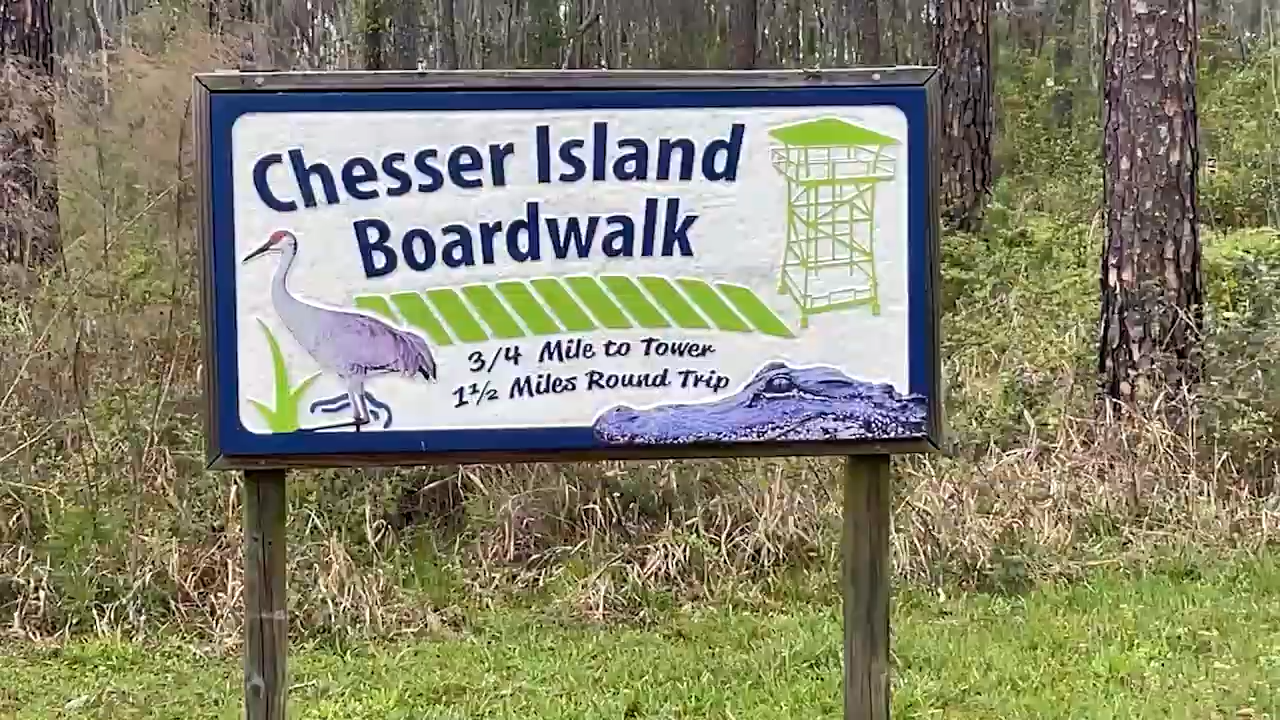 Chesser Island
Boardwalk
3/4 Mile to Tower
1½ Miles Round Trip